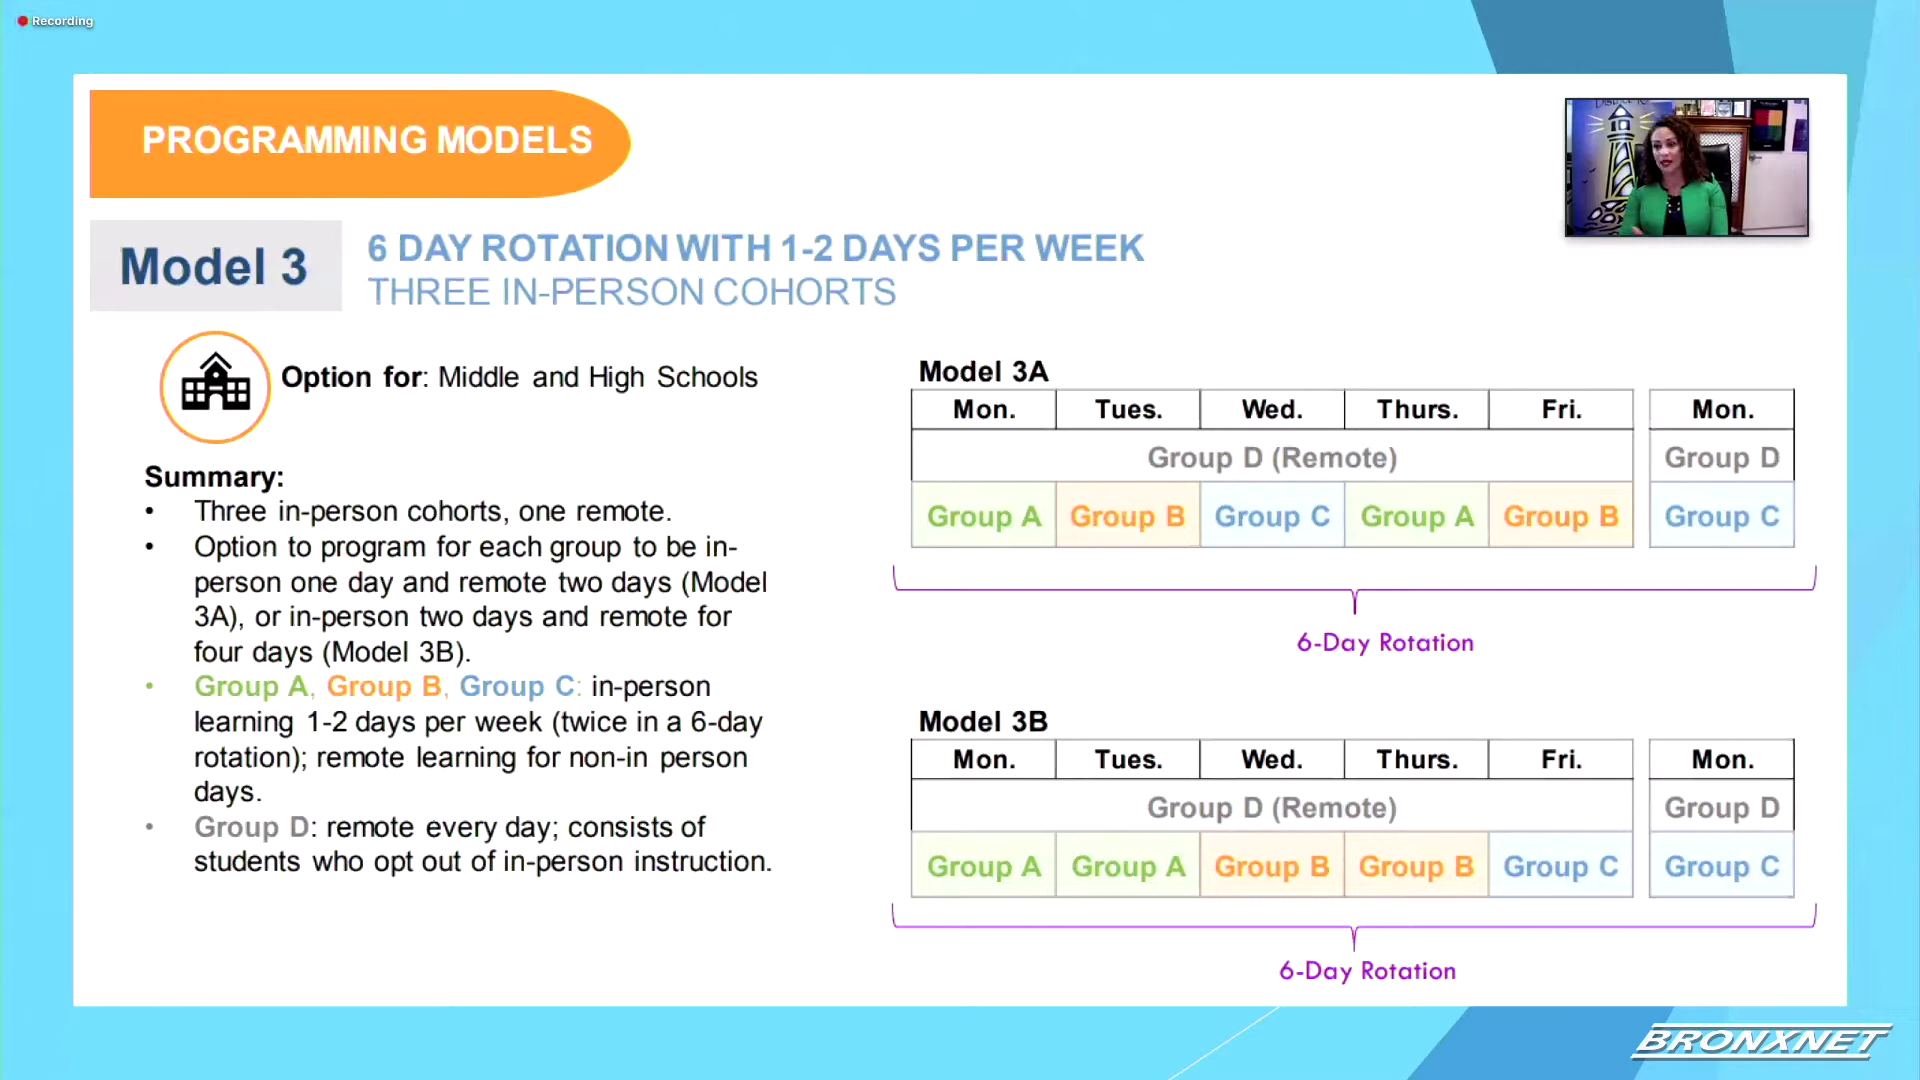 Recording
PROGRAMMING MODELS
Model 3
6 DAY ROTATION WITH 1-2 DAYS PER WEEK
THREE IN-PERSON COHORTS
Option for: Middle and High Schools
Summary:
• Three in-person cohorts, one remote.
• Option to program for each group to be in-
person one day and remote two days (Model
3A), or in-person two days and remote for
four days (Model 3B).
• Group A, Group B, Group C: in-person
learning 1-2 days per week (twice in a 6-day
rotation); remote learning for non-in person
days.
• Group D: remote every day; consists of
students who opt out of in-person instruction.
Model 3A
Mon. Tues. Wed. Thurs. Fri. Mon.
Group D (Remote) Group D
Group A Group B Group C Group A Group B Group C
6-Day Rotation
Model 3B
Mon. Tues. Wed. Thurs. Fri. Mon.
Group D (Remote) Group D
Group A Group A Group B Group B Group C Group C
6-Day Rotation
BRONXNET